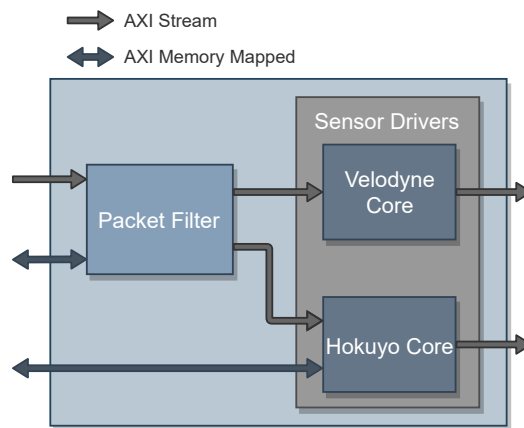 AXI Stream
AXI Memory Mapped
Sensor Drivers
Velodyne
Core
Packet Filter
Hokuyo Core